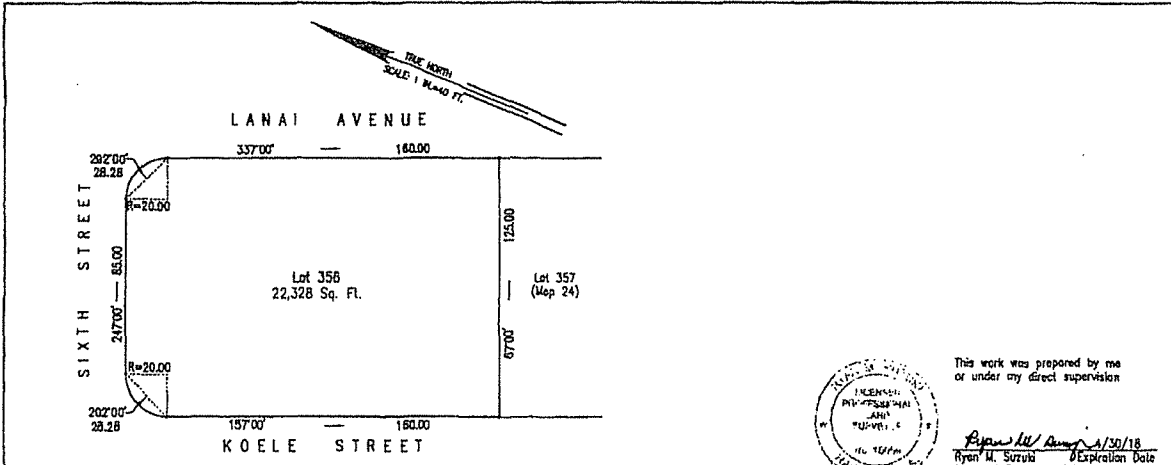 TRUE NORTH
SCALE: 1 IN.=40 FT.
LANAI AVENUE
337°00' — 160.00
292°00'
28.28
R=20.00
SIXTH STREET
247°00' — 85.00
125.00
67°00'
Lot 356
22,328 Sq. Ft.
Lot 357
(Map 24)
R=20.00
202°00'
28.28
157°00' — 160.00
KOELE STREET
LICENSED
PROFESSIONAL
LAND
SURVEYOR
This work was prepared by me
or under my direct supervision
4/30/18
Ryan M. Suzuki Expiration Date